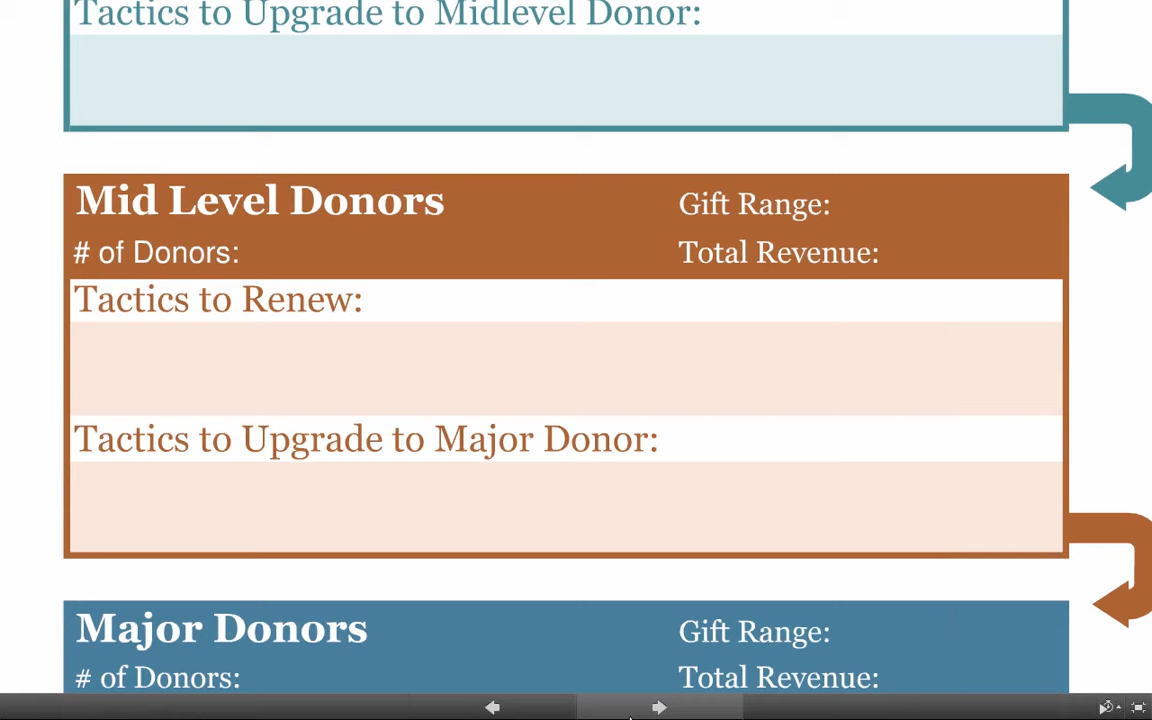 Tactics to Upgrade to Midlevel Donor:
Mid Level Donors
Gift Range:
# of Donors:
Total Revenue:
Tactics to Renew:
Tactics to Upgrade to Major Donor:
Major Donors
Gift Range:
# of Donors:
Total Revenue: